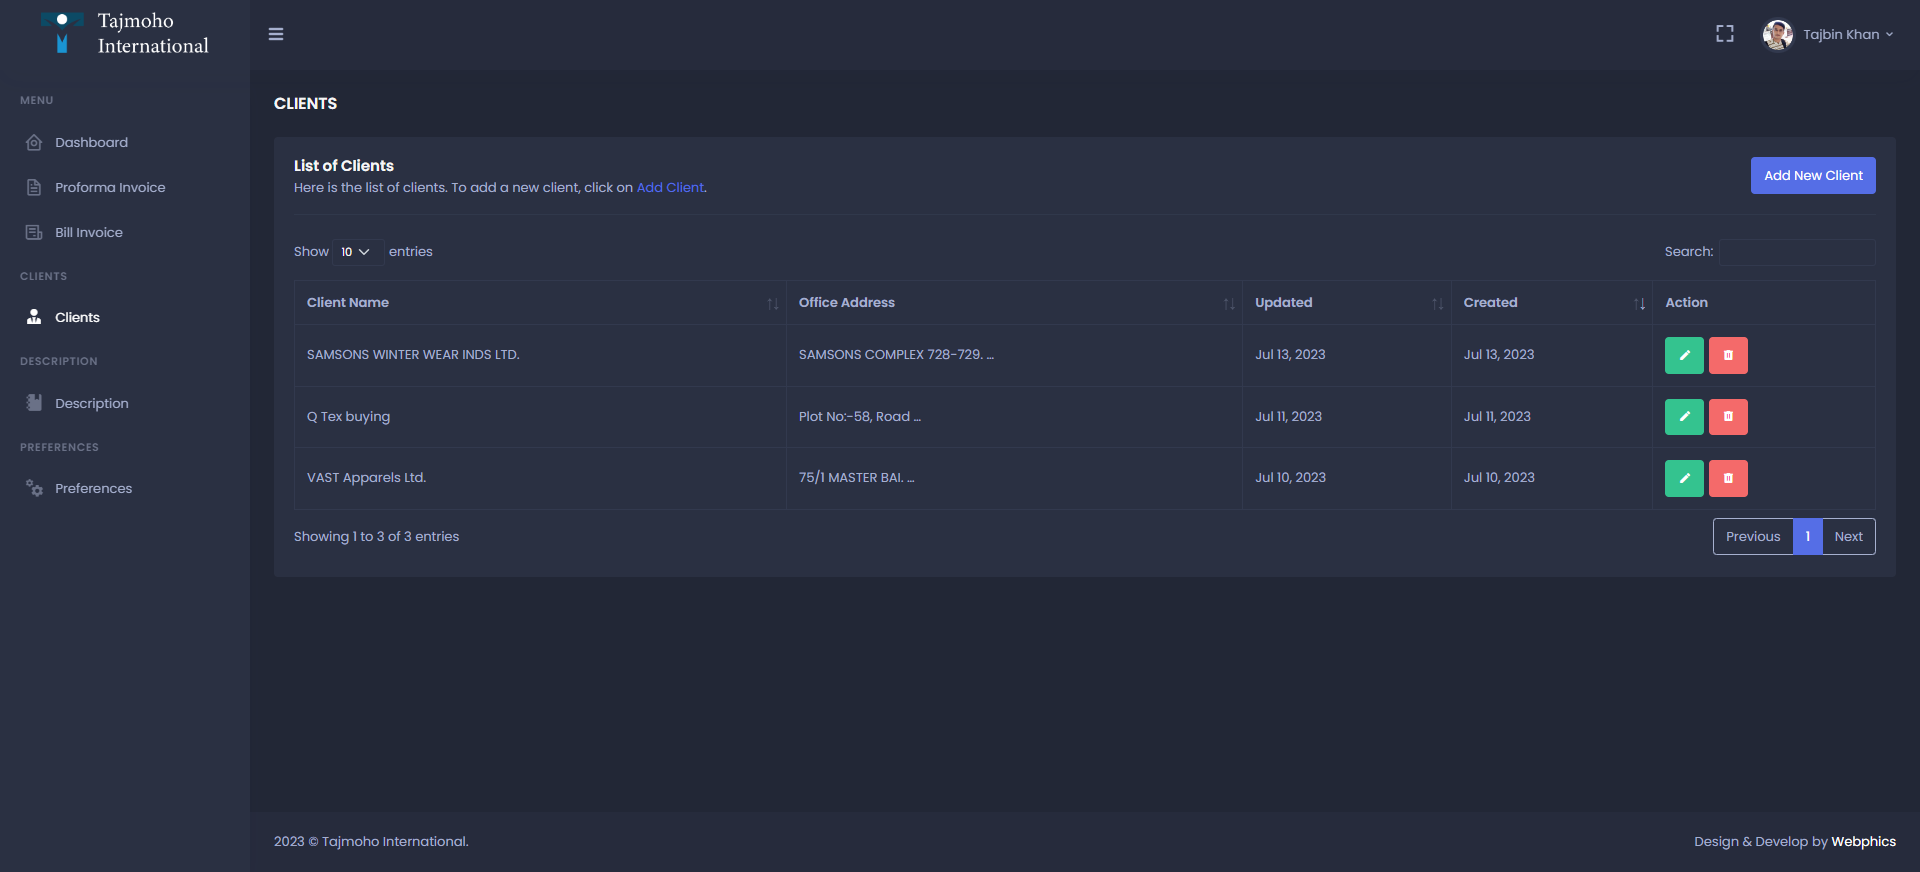 Tajmoho
International
Tajbin Khan
MENU
Dashboard
Proforma Invoice
Bill Invoice
CLIENTS
Clients
DESCRIPTION
Description
PREFERENCES
Preferences
CLIENTS
List of Clients
Here is the list of clients. To add a new client, click on Add Client.
Add New Client
Show 10 entries
Search:
Client Name Office Address Updated Created Action
SAMSONS WINTER WEAR INDS LTD. SAMSONS COMPLEX 728-729. ... Jul 13, 2023 Jul 13, 2023
Q Tex buying Plot No:-58, Road ... Jul 11, 2023 Jul 11, 2023
VAST Apparels Ltd. 75/1 MASTER BAI. ... Jul 10, 2023 Jul 10, 2023
Showing 1 to 3 of 3 entries
Previous 1 Next
2023 © Tajmoho International.
Design & Develop by Webphics